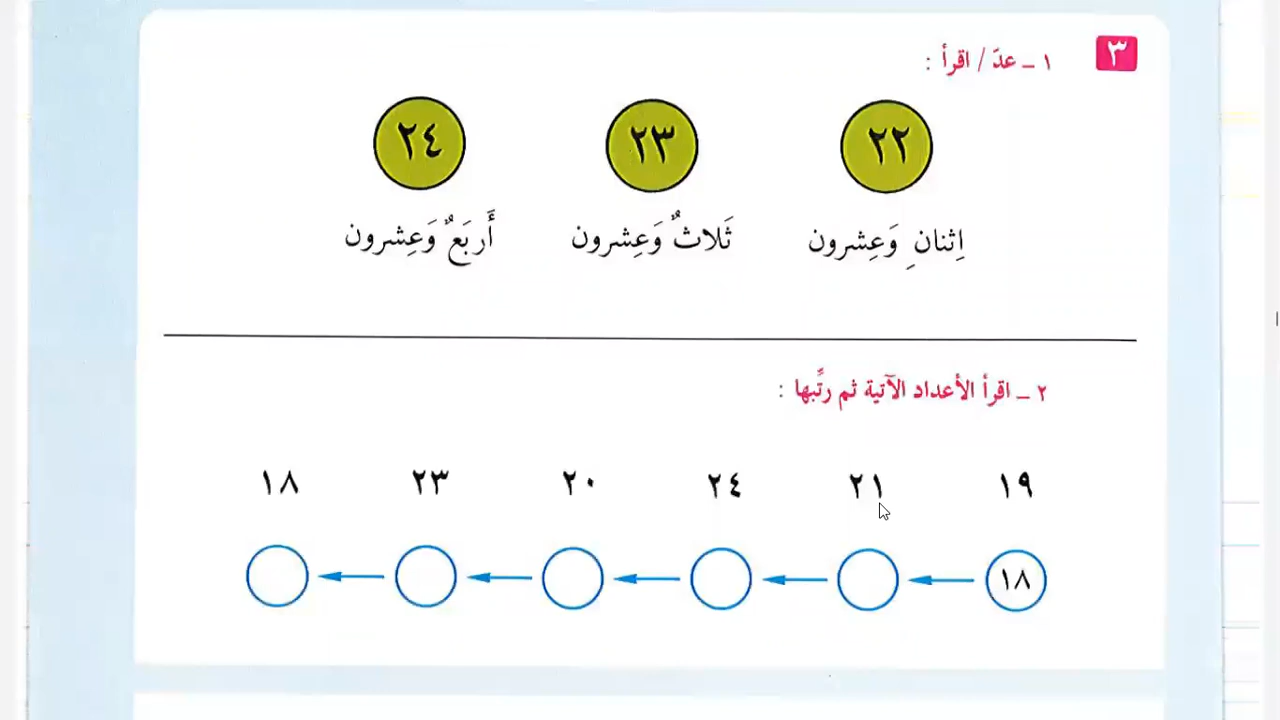 ٣
١ ـ عدّ / اقرأ :
٢٢ ٢٣ ٢٤
اِثنانِ وَعِشرون ثَلاثٌ وَعِشرون أَربَعٌ وَعِشرون
٢ ـ اقرأ الأعداد الآتية ثم رتِّبها :
١٩ ٢١ ٢٤ ٢٠ ٢٣ ١٨
١٨